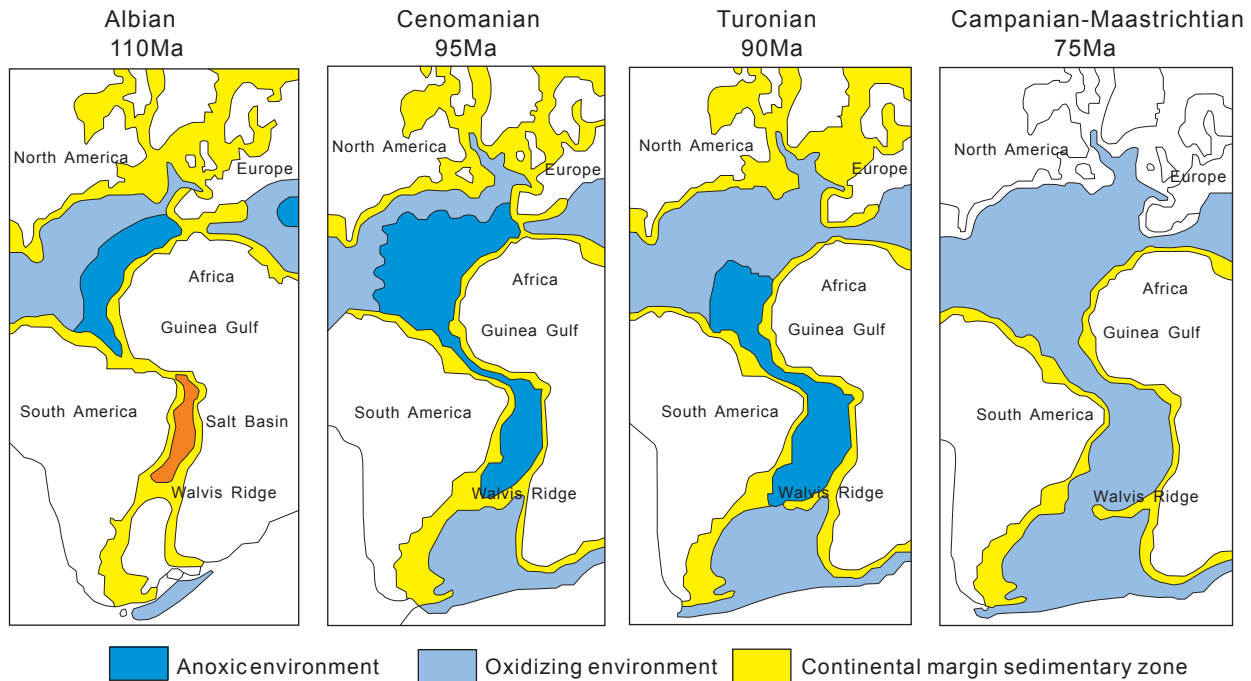 Albian
110Ma
Cenomanian
95Ma
Turonian
90Ma
Campanian-Maastrichtian
75Ma
North America
Europe
Africa
Guinea Gulf
South America
Salt Basin
Walvis Ridge
North America
Europe
Africa
Guinea Gulf
South America
Walvis Ridge
North America
Europe
Africa
Guinea Gulf
South America
Walvis Ridge
North America
Europe
Africa
Guinea Gulf
South America
Walvis Ridge
Anoxic environment
Oxidizing environment
Continental margin sedimentary zone